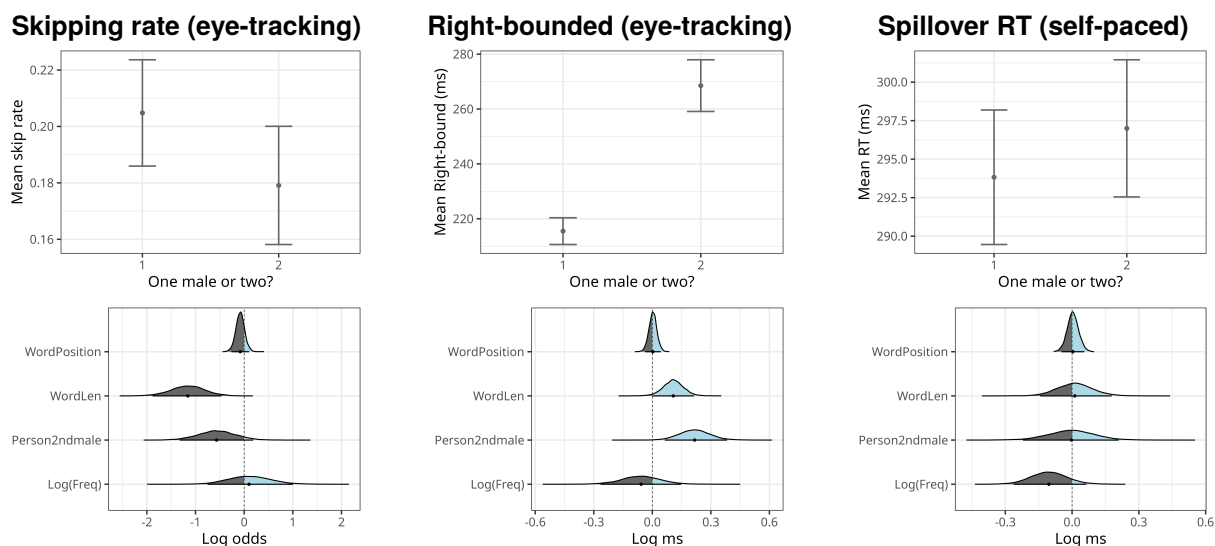 Skipping rate (eye-tracking)
Mean skip rate
0.22
0.20
0.18
0.16
1 2
One male or two?
WordPosition
WordLen
Person2ndmale
Log(Freq)
-2 -1 0 1 2
Log odds
Right-bounded (eye-tracking)
Mean Right-bound (ms)
280
260
240
220
1 2
One male or two?
WordPosition
WordLen
Person2ndmale
Log(Freq)
-0.6 -0.3 0.0 0.3 0.6
Log ms
Spillover RT (self-paced)
Mean RT (ms)
300.0
297.5
295.0
292.5
290.0
1 2
One male or two?
WordPosition
WordLen
Person2ndmale
Log(Freq)
-0.3 0.0 0.3 0.6
Log ms